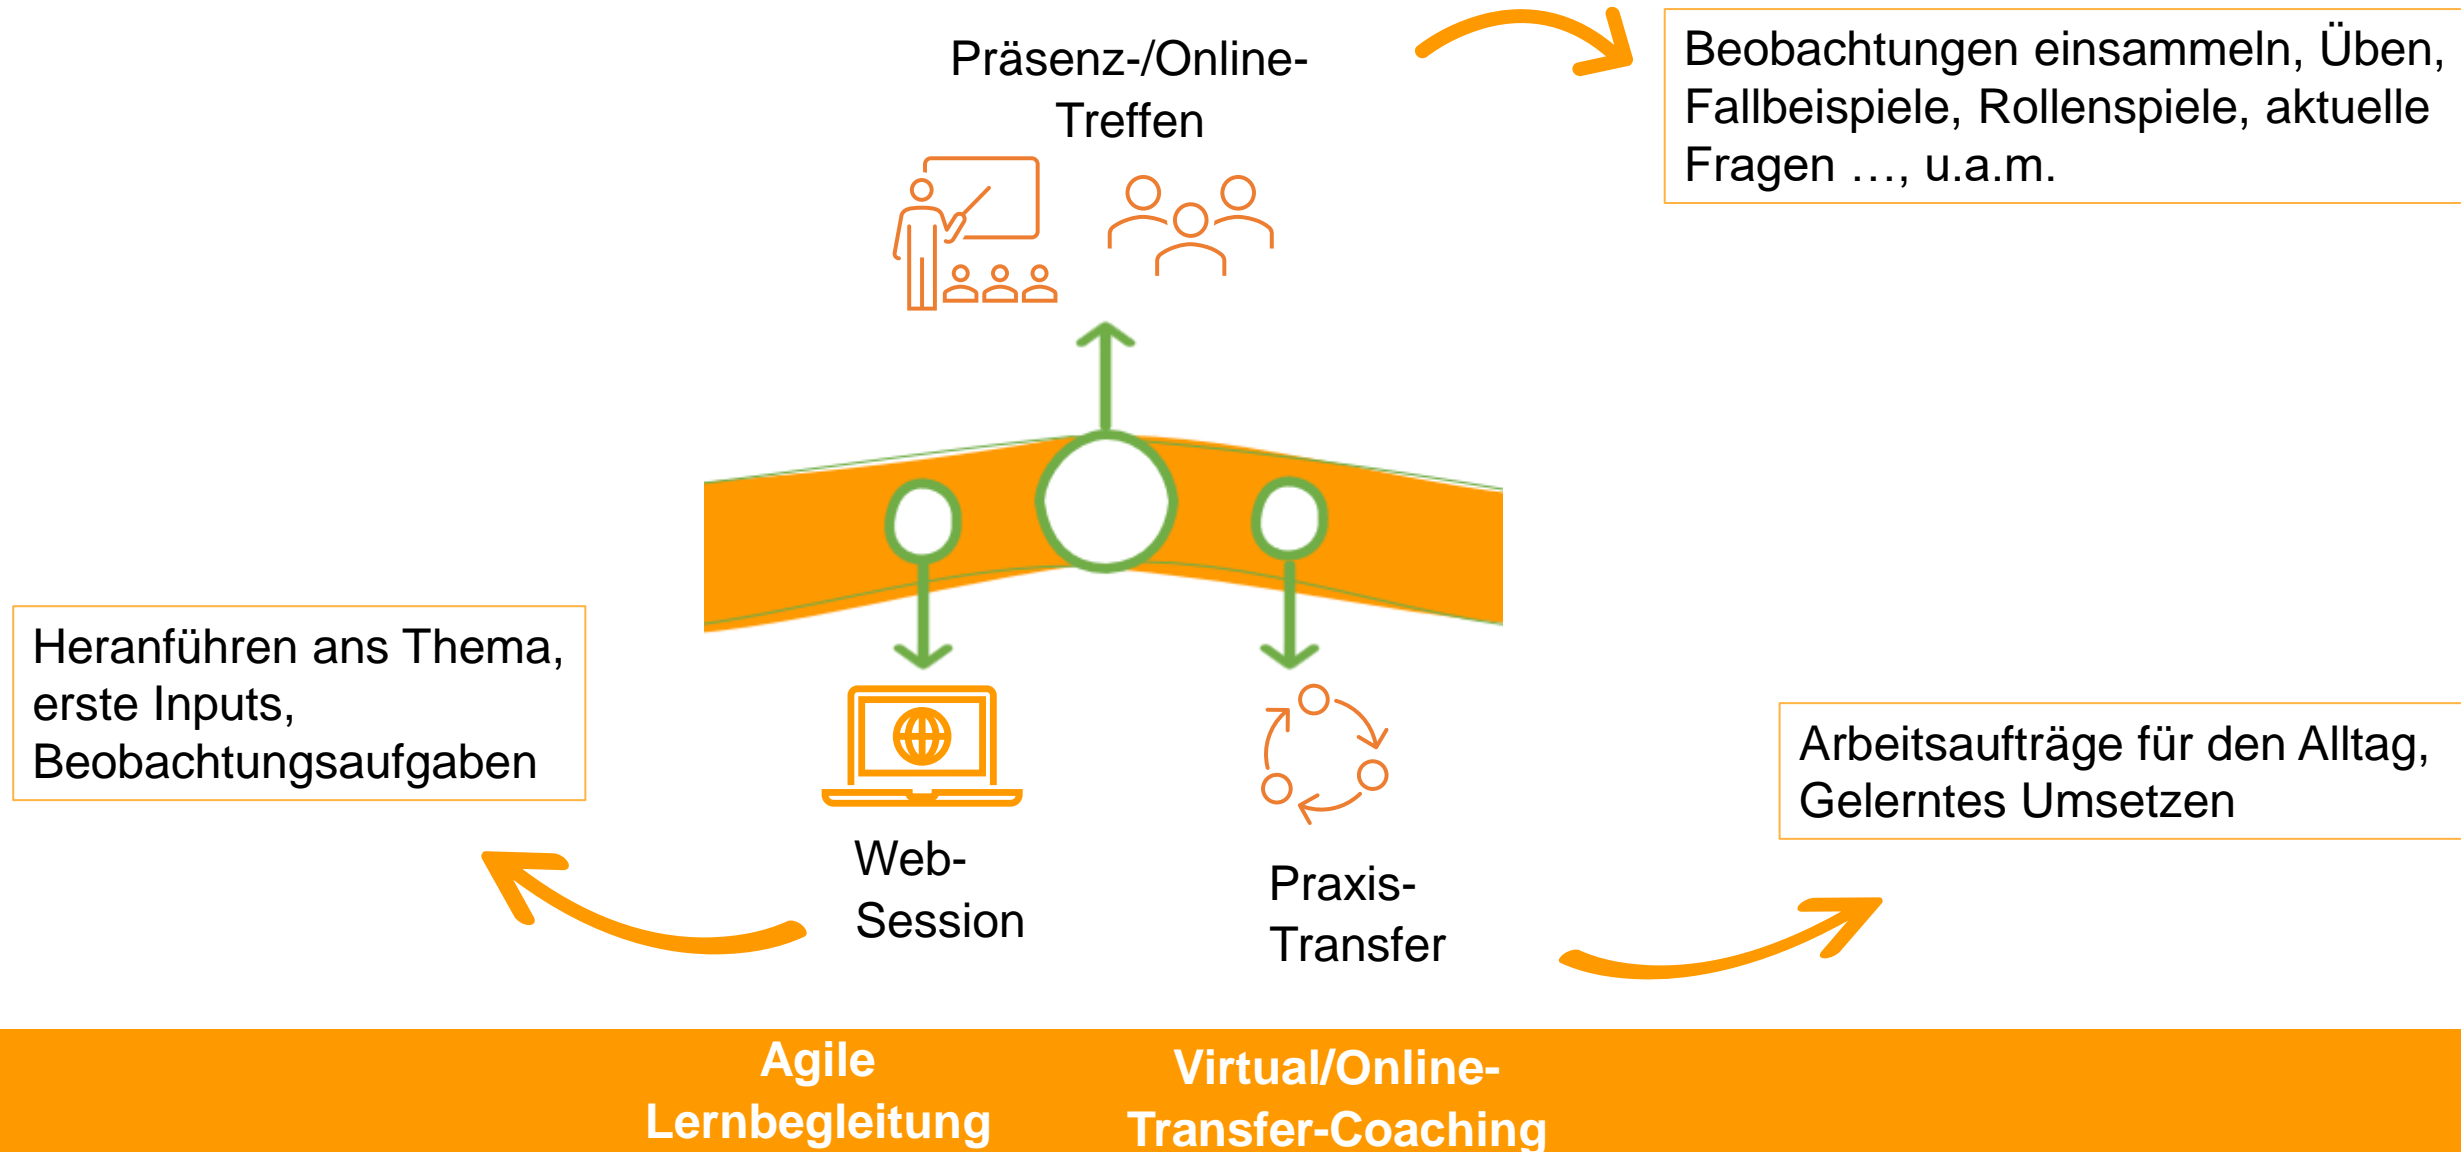 Präsenz-/Online-
Treffen
Beobachtungen einsammeln, Üben,
Fallbeispiele, Rollenspiele, aktuelle
Fragen …, u.a.m.
Heranführen ans Thema,
erste Inputs,
Beobachtungsaufgaben
Web-
Session
Praxis-
Transfer
Arbeitsaufträge für den Alltag,
Gelerntes Umsetzen
Agile
Lernbegleitung
Virtual/Online-
Transfer-Coaching